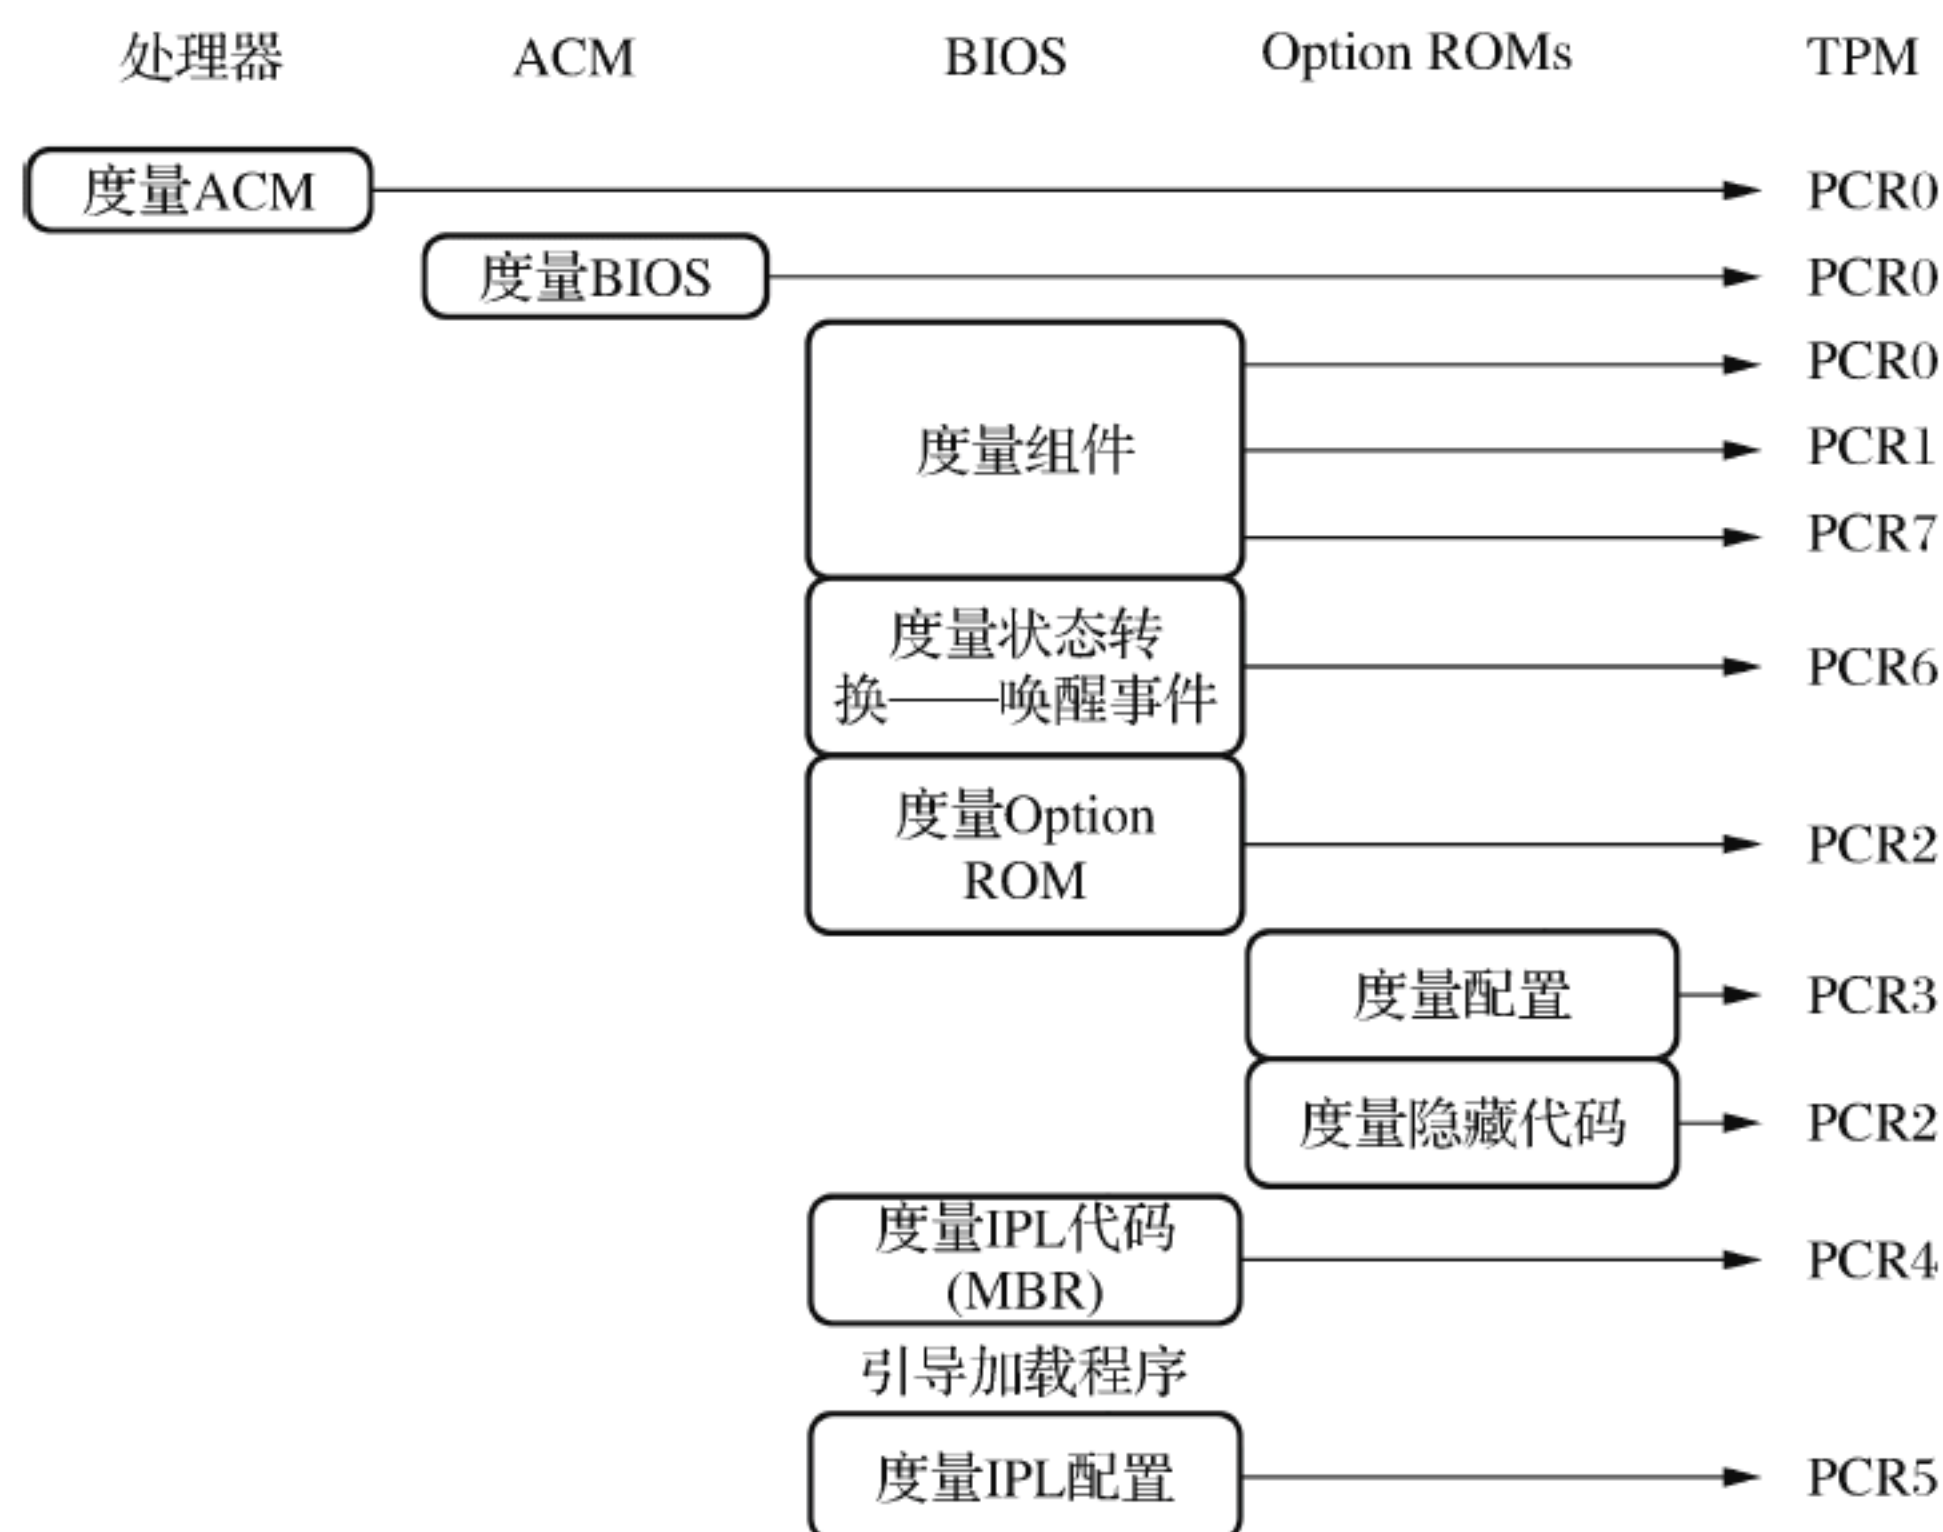 处理器 ACM BIOS Option ROMs TPM
度量ACM PCR0
度量BIOS PCR0
PCR0
度量组件 PCR1
PCR7
度量状态转
换——唤醒事件 PCR6
度量Option
ROM PCR2
度量配置 PCR3
度量隐藏代码 PCR2
度量IPL代码
(MBR) PCR4
引导加载程序
度量IPL配置 PCR5